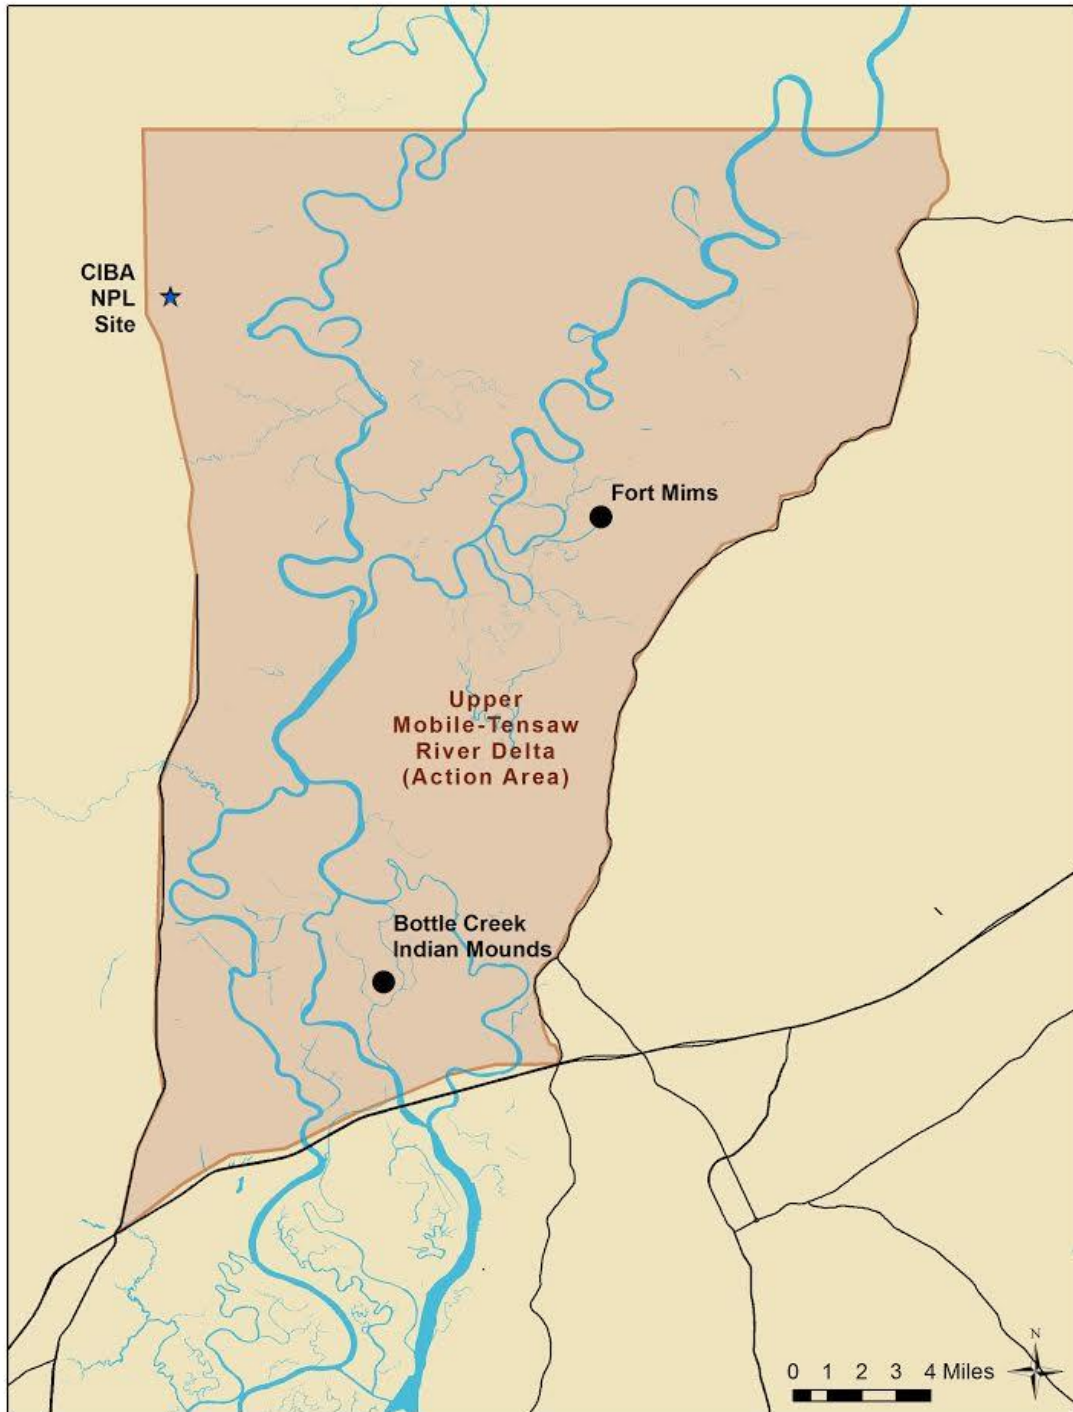 CIBA
NPL
Site
Fort Mims
Upper
Mobile-Tensaw
River Delta
(Action Area)
Bottle Creek
Indian Mounds
N
0 1 2 3 4 Miles